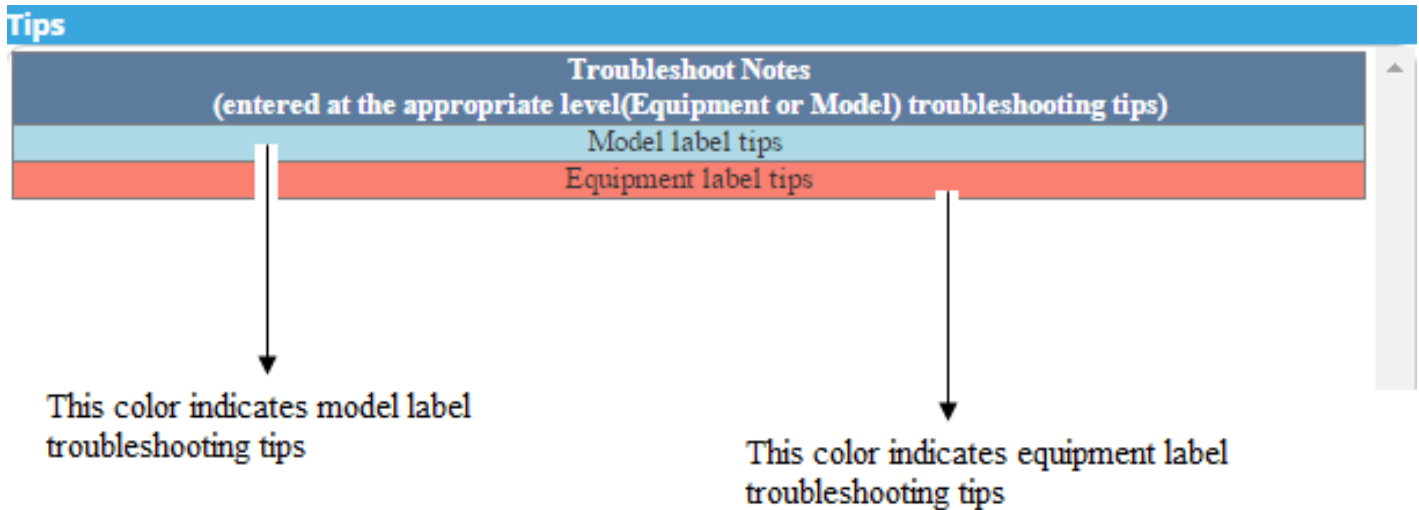 Tips
Troubleshoot Notes
(entered at the appropriate level(Equipment or Model) troubleshooting tips)
Model label tips
Equipment label tips
This color indicates model label
troubleshooting tips
This color indicates equipment label
troubleshooting tips